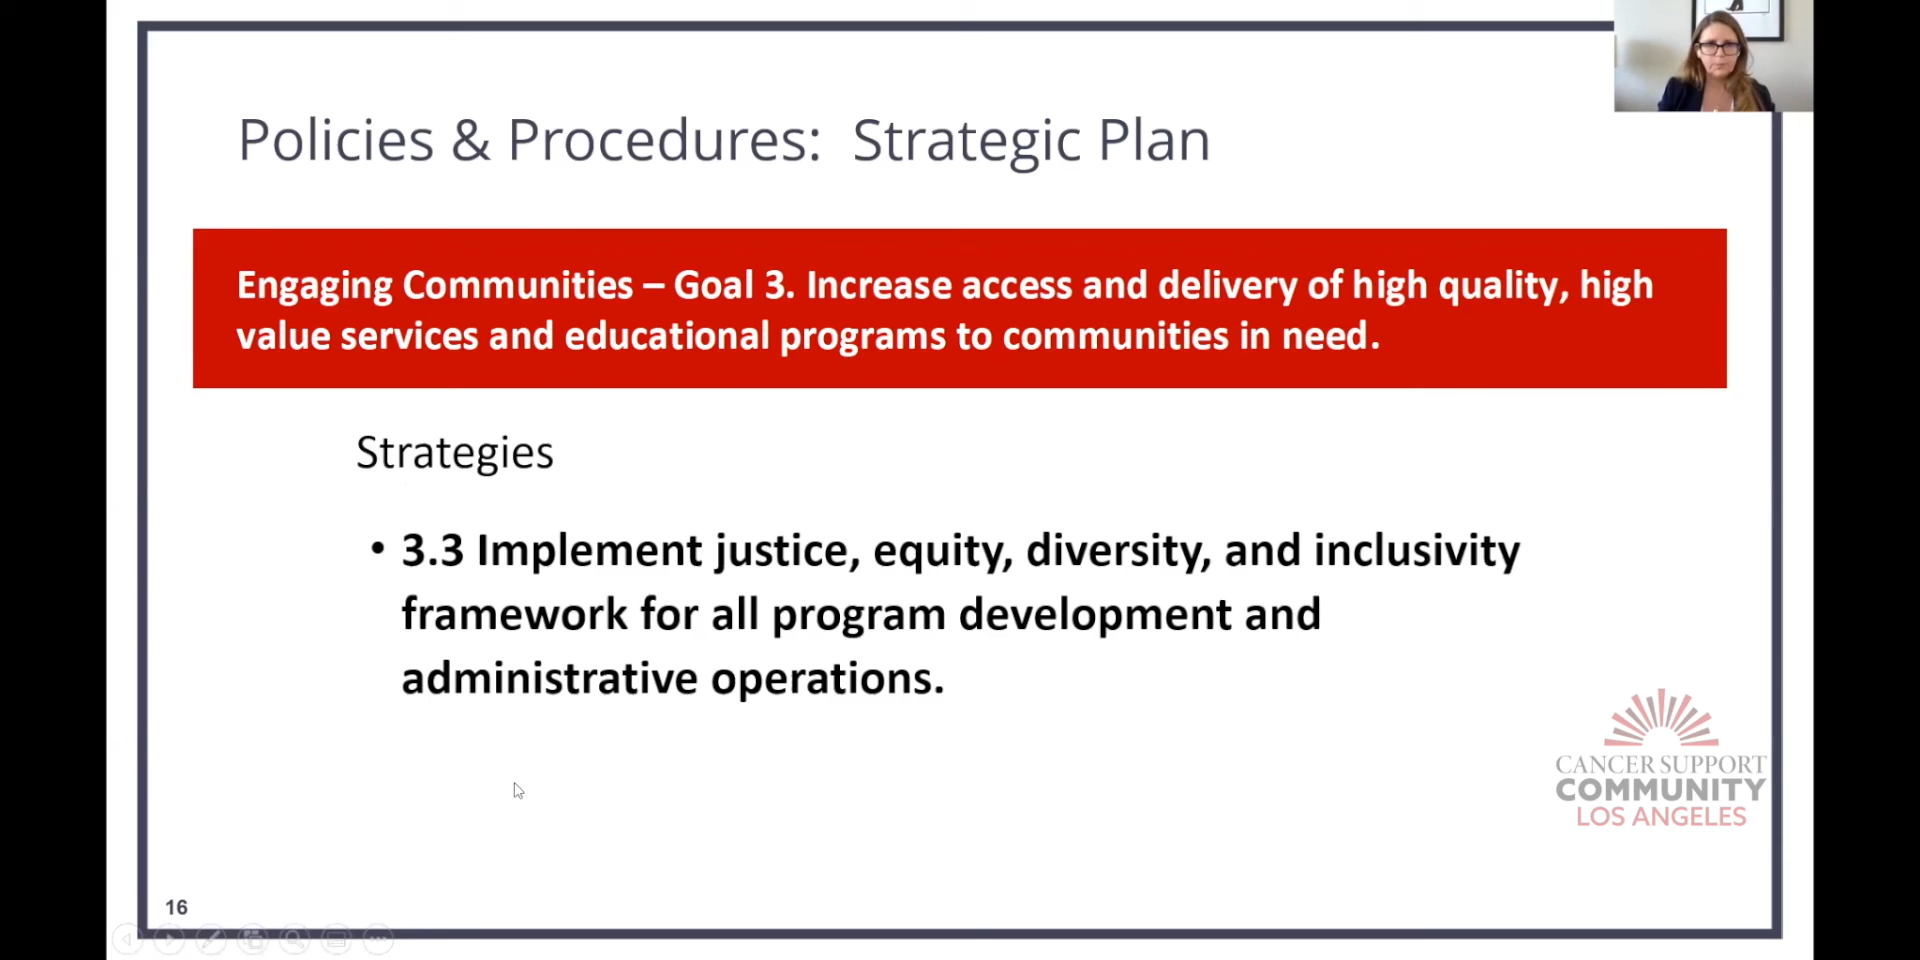 Policies & Procedures:  Strategic Plan
Engaging Communities – Goal 3. Increase access and delivery of high quality, high
value services and educational programs to communities in need.
Strategies
• 3.3 Implement justice, equity, diversity, and inclusivity
framework for all program development and
administrative operations.
CANCER SUPPORT
COMMUNITY
LOS ANGELES
16